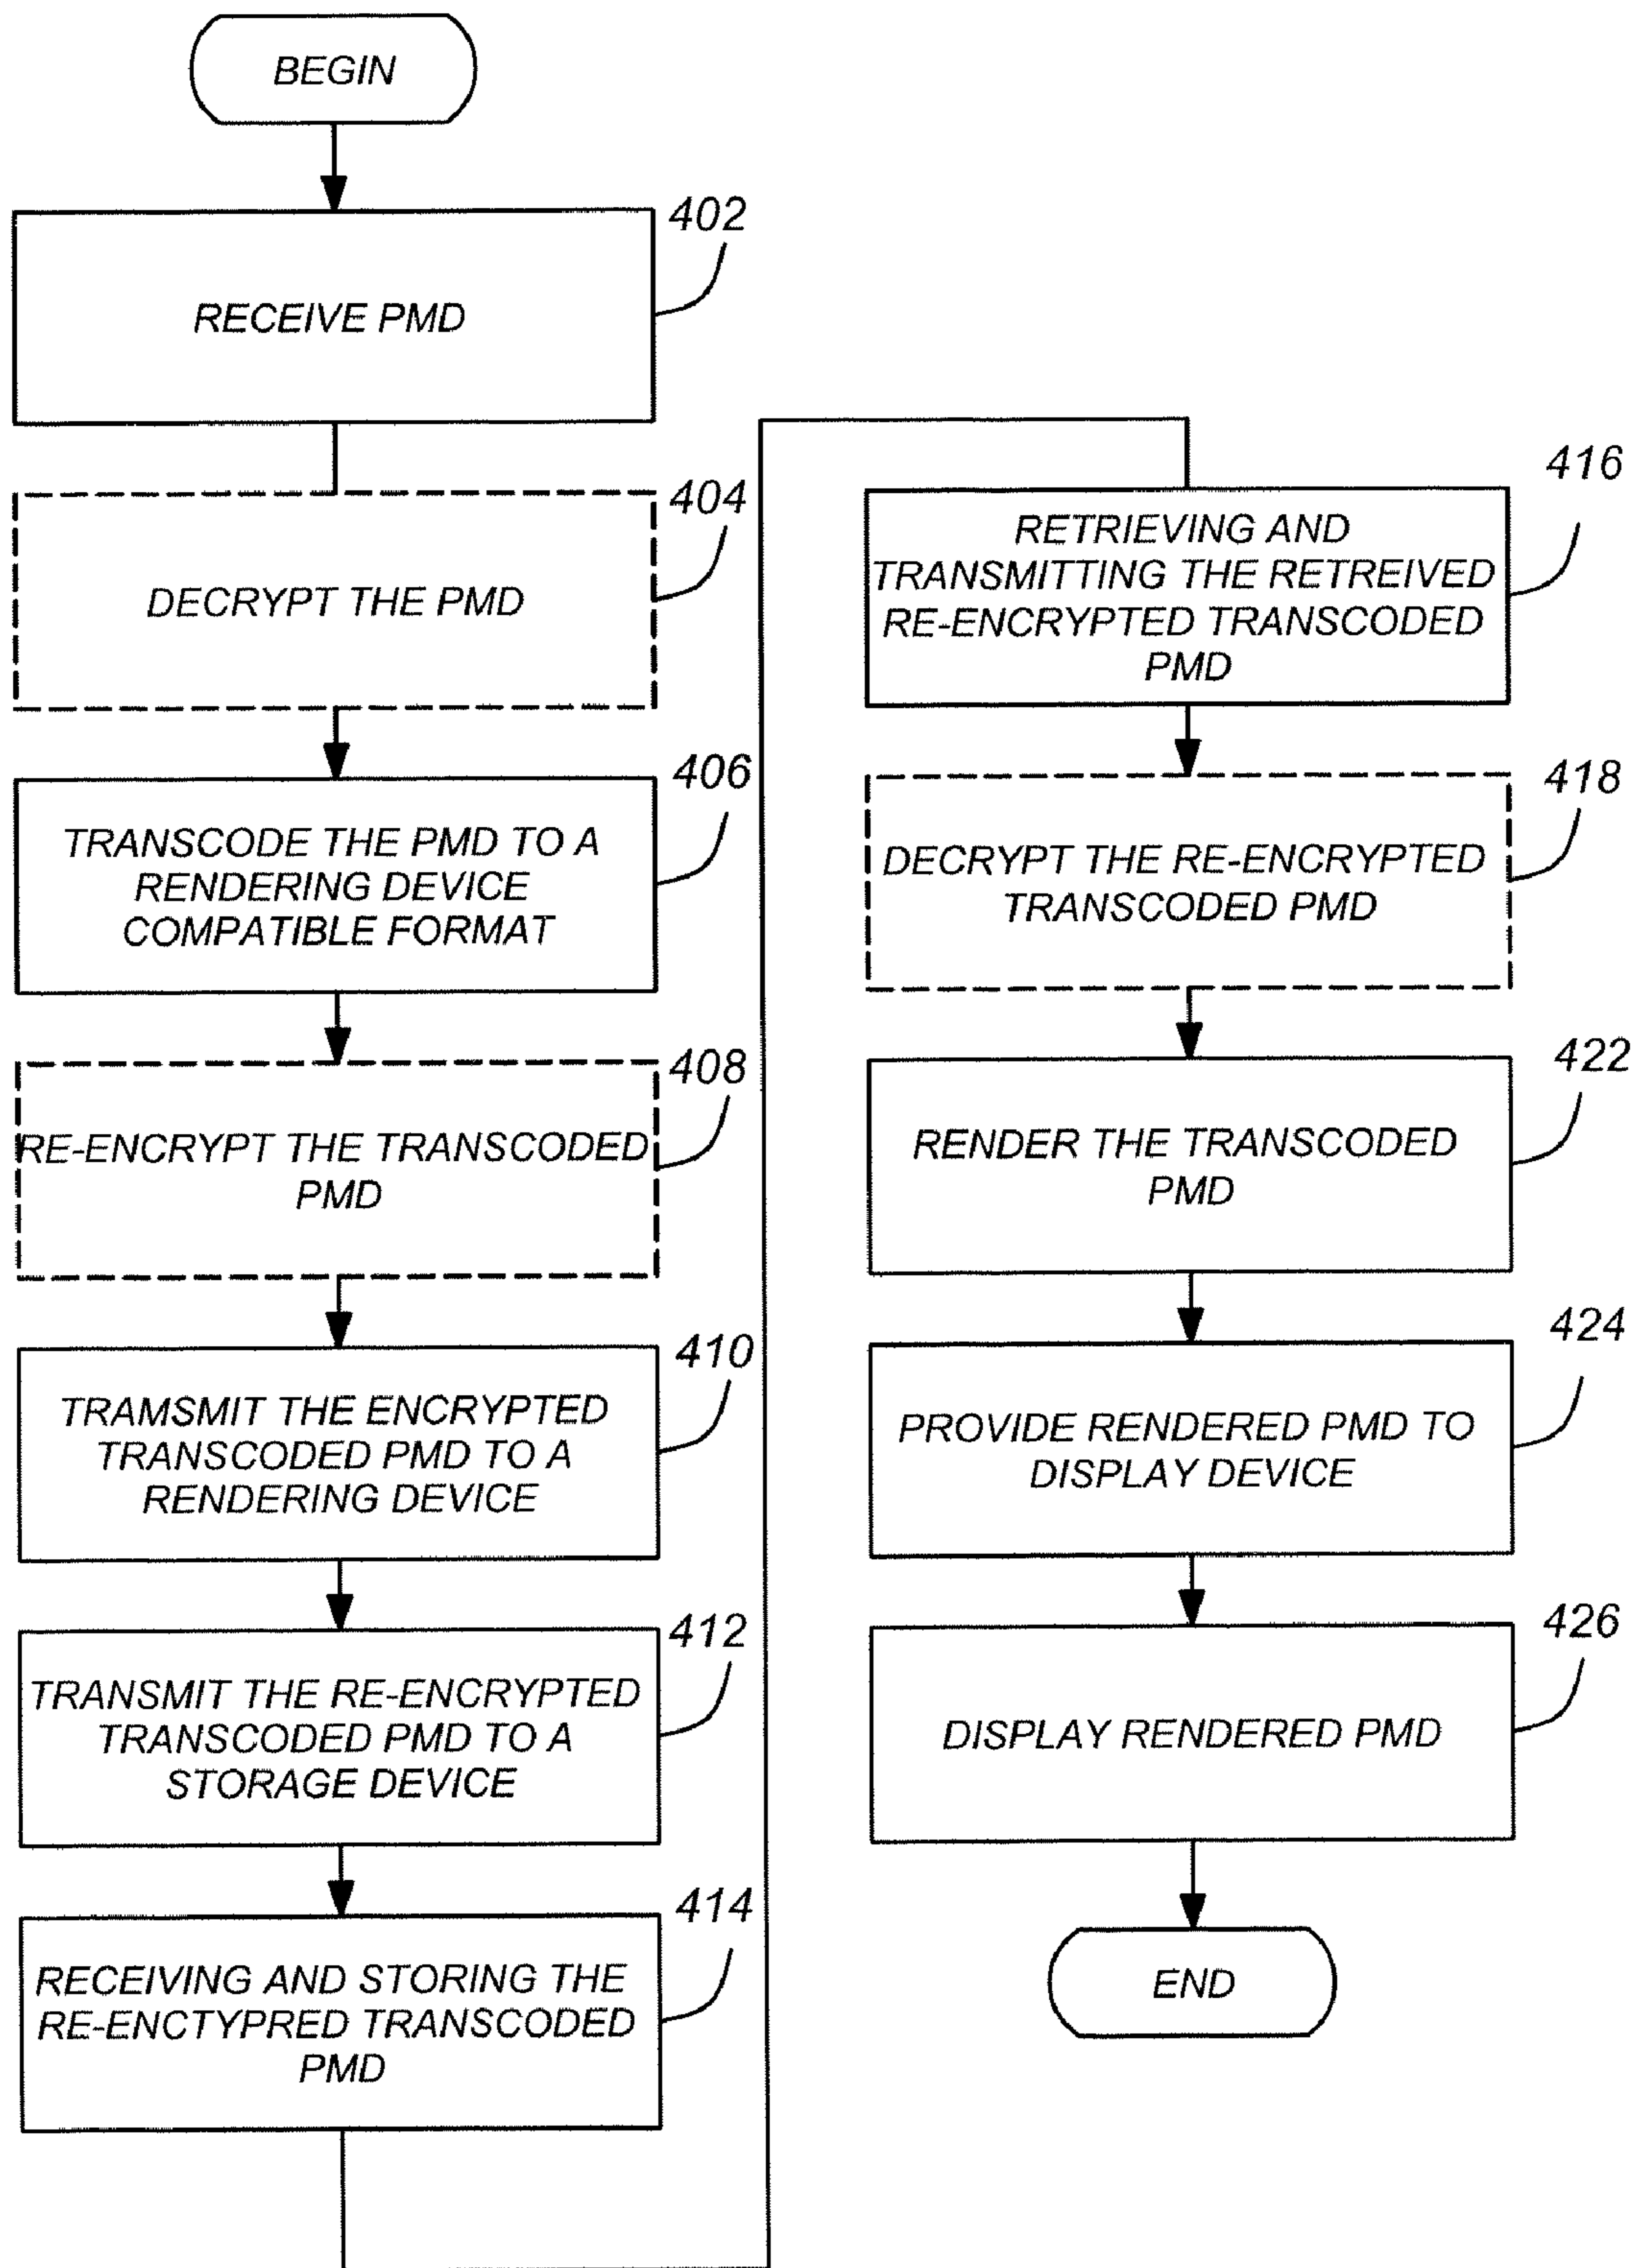 BEGIN
402
RECEIVE PMD
404
DECRYPT THE PMD
406
TRANSCODE THE PMD TO A
RENDERING DEVICE
COMPATIBLE FORMAT
408
RE-ENCRYPT THE TRANSCODED
PMD
410
TRAMSMIT THE ENCRYPTED
TRANSCODED PMD TO A
RENDERING DEVICE
412
TRANSMIT THE RE-ENCRYPTED
TRANSCODED PMD TO A
STORAGE DEVICE
414
RECEIVING AND STORING THE
RE-ENCTYPRED TRANSCODED
PMD
416
RETRIEVING AND
TRANSMITTING THE RETREIVED
RE-ENCRYPTED TRANSCODED
PMD
418
DECRYPT THE RE-ENCRYPTED
TRANSCODED PMD
422
RENDER THE TRANSCODED
PMD
424
PROVIDE RENDERED PMD TO
DISPLAY DEVICE
426
DISPLAY RENDERED PMD
END